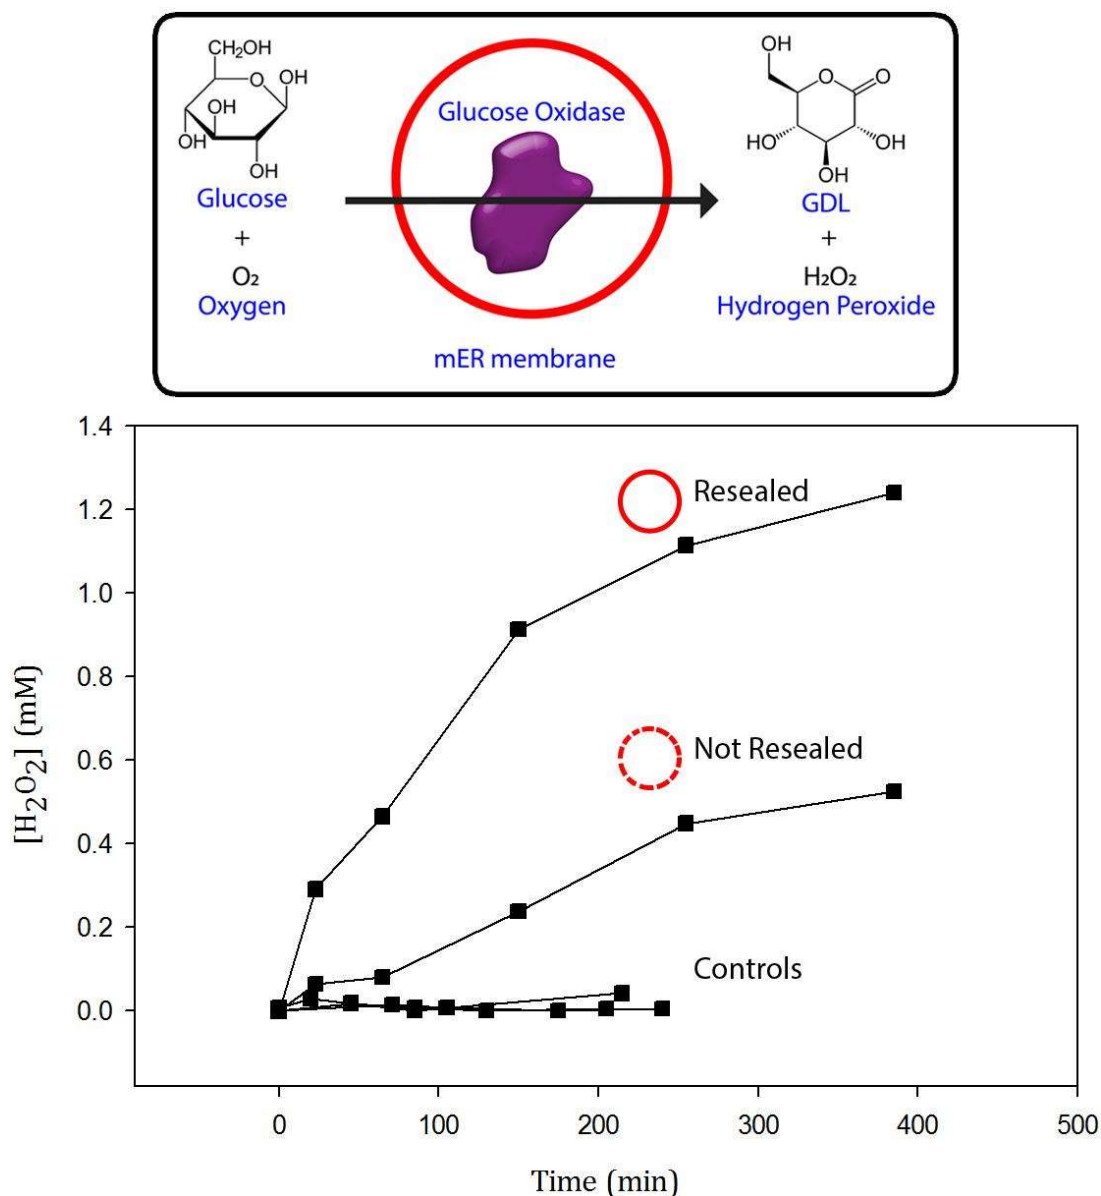 CH₂OH
O
OH
OH
OH
OH
Glucose
+
O₂
Oxygen
Glucose Oxidase
mER membrane
OH
O
O
HO
OH
OH
GDL
+
H₂O₂
Hydrogen Peroxide
1.4
1.2
1.0
0.8
0.6
0.4
0.2
0.0
[H₂O₂] (mM)
Resealed
Not Resealed
Controls
0 100 200 300 400 500
Time (min)